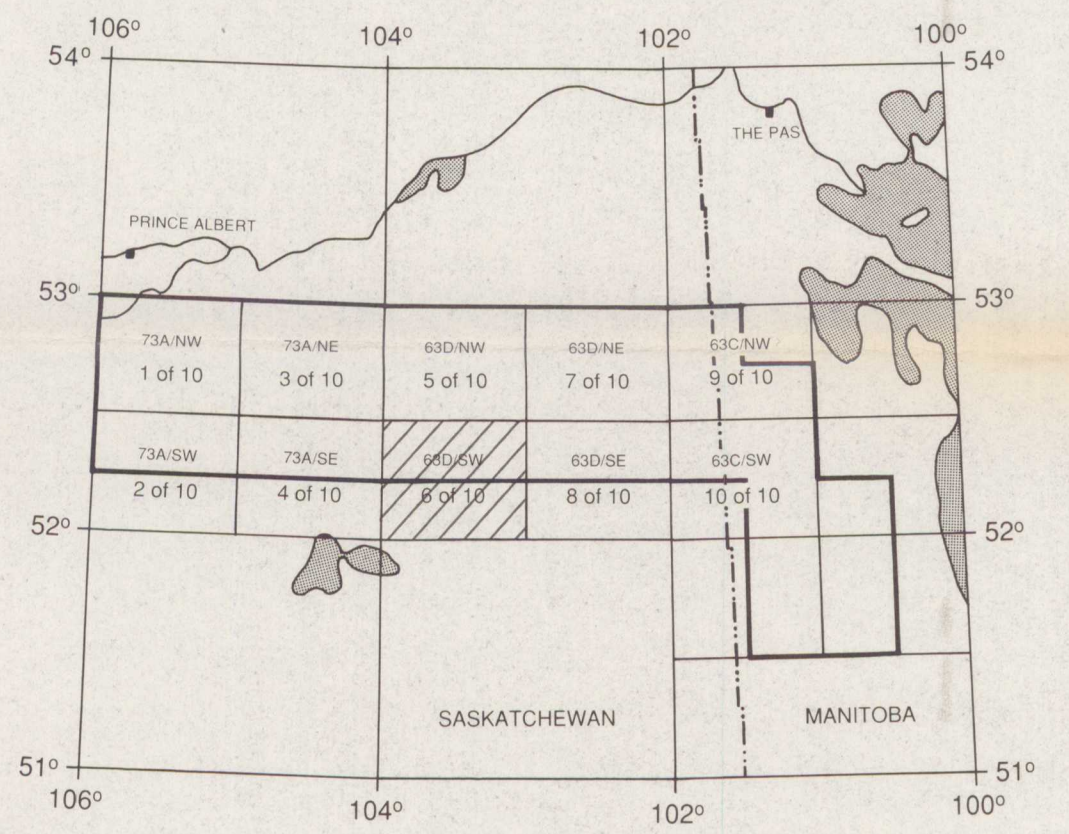 106° 104° 102° 100°
54° 54°
THE PAS
PRINCE ALBERT
53° 53°
73A/NW 73A/NE 63D/NW 63D/NE 63C/NW
1 of 10 3 of 10 5 of 10 7 of 10 9 of 10
73A/SW 73A/SE 63D/SW 63D/SE 63C/SW
2 of 10 4 of 10 6 of 10 8 of 10 10 of 10
52° 52°
SASKATCHEWAN MANITOBA
51° 51°
106° 104° 102° 100°